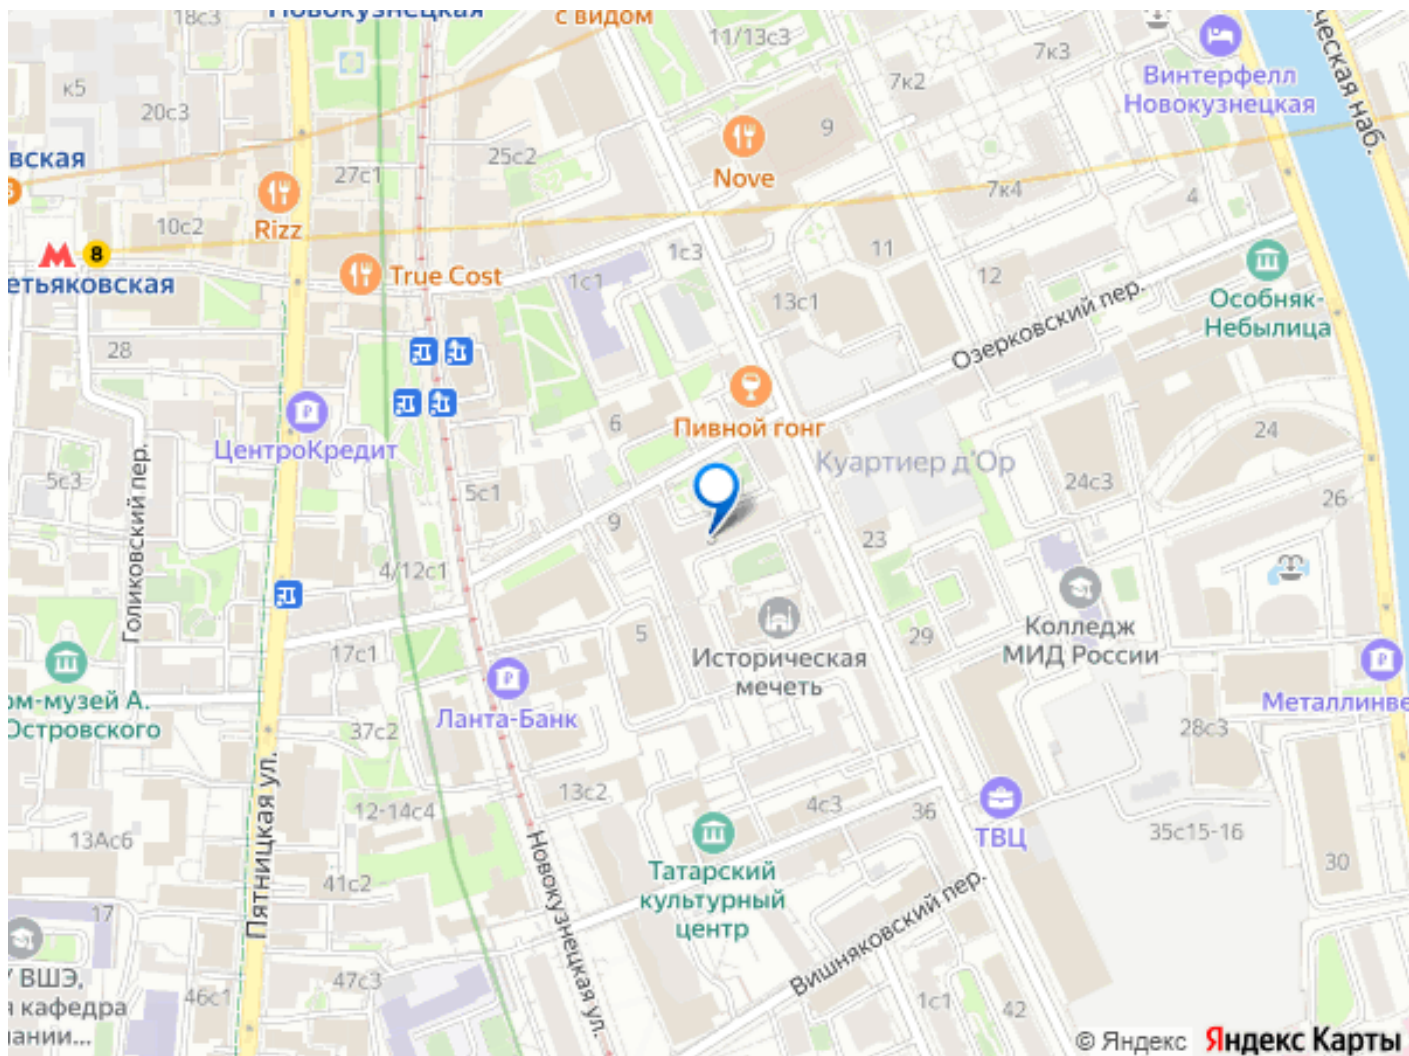 18с3
Новокузнецкая
с видом
11/13с3
7к3
ческая наб.
к5
7к2
Винтерфелл
Новокузнецкая
20с3
9
вская
25с2
27с1
Nove
7к4
4
10с2
Rizz
1с3
11
8
етьяковская
True Cost
1с1
12
13с1
Озерковский пер.
Особняк-
Небылица
28
Пивной гонг
6
ЦентроКредит
24
Куартиер д'Ор
5с3
5с1
24с3
26
Голиковский пер.
9
23
4/12с1
Колледж
МИД России
5
29
17с1
Историческая
мечеть
ом-музей А.
Островского
Ланта-Банк
Металлинве
37с2
28с3
Пятницкая ул.
13с2
12-14с4
4с3
36
ТВЦ
13Ас6
35с15-16
30
Новокузнецкая ул.
Татарский
культурный
центр
41с2
17
Вишняковский пер.
У ВШЭ,
я кафедра
ании...
47с3
46с1
1с1
42
© Яндекс
Яндекс Карты